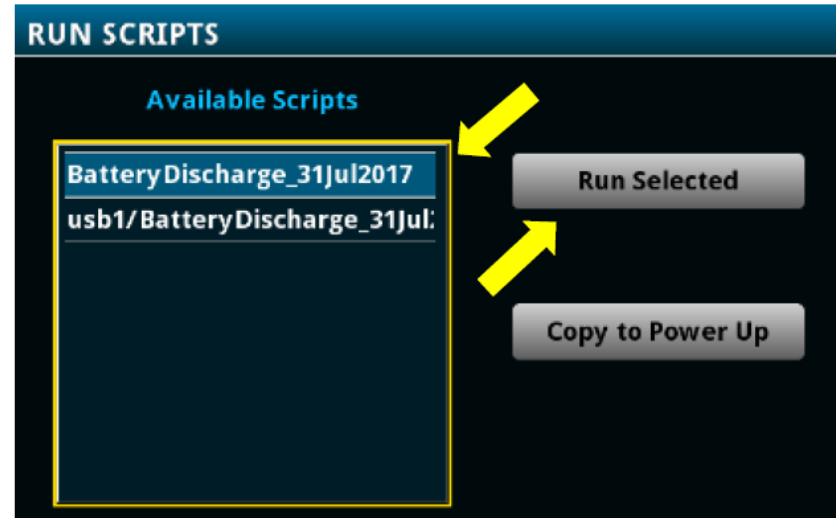 RUN SCRIPTS
Available Scripts
BatteryDischarge_31Jul2017
usb1/BatteryDischarge_31Jul
Run Selected
Copy to Power Up